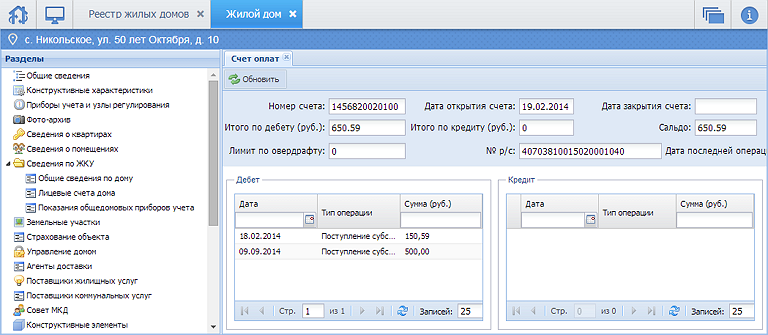 Реестр жилых домов
Жилой дом
с. Никольское, ул. 50 лет Октября, д. 10
Разделы
Общие сведения
Конструктивные характеристики
Приборы учета и узлы регулирования
Фото-архив
Сведения о квартирах
Сведения о помещениях
Сведения по ЖКУ
Общие сведения по дому
Лицевые счета дома
Показания общедомовых приборов учета
Земельные участки
Страхование объекта
Управление домом
Агенты доставки
Поставщики жилищных услуг
Поставщики коммунальных услуг
Совет МКД
Конструктивные элементы
Счет оплат
Обновить
Номер счета: 1456820020100 Дата открытия счета: 19.02.2014 Дата закрытия счета:
Итого по дебету (руб.): 650.59 Итого по кредиту (руб.): 0 Сальдо: 650.59
Лимит по овердрафту: 0 № р/с: 40703810015020001040 Дата последней операц
Дебет
Дата Тип операции Сумма (руб.)
18.02.2014 Поступление субс... 150,59
09.09.2014 Поступление субс... 500,00
Стр. 1 из 1 Записей: 25
Кредит
Дата Тип операции Сумма (руб.)
Стр. 0 из 0 Записей: 25